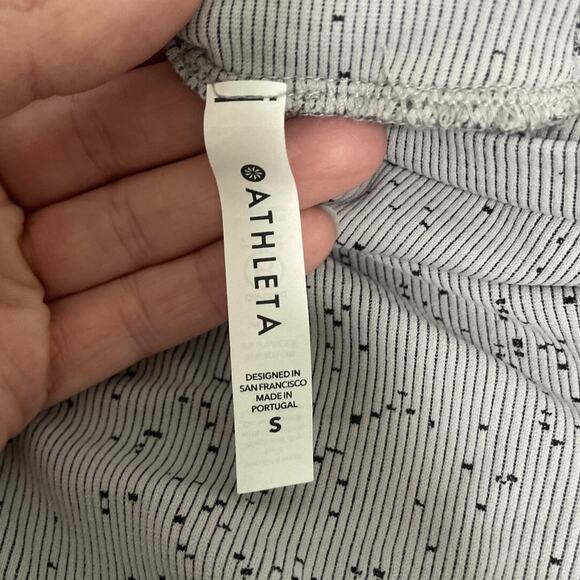 ATHLETA
DESIGNED IN
SAN FRANCISCO
MADE IN
PORTUGAL
S